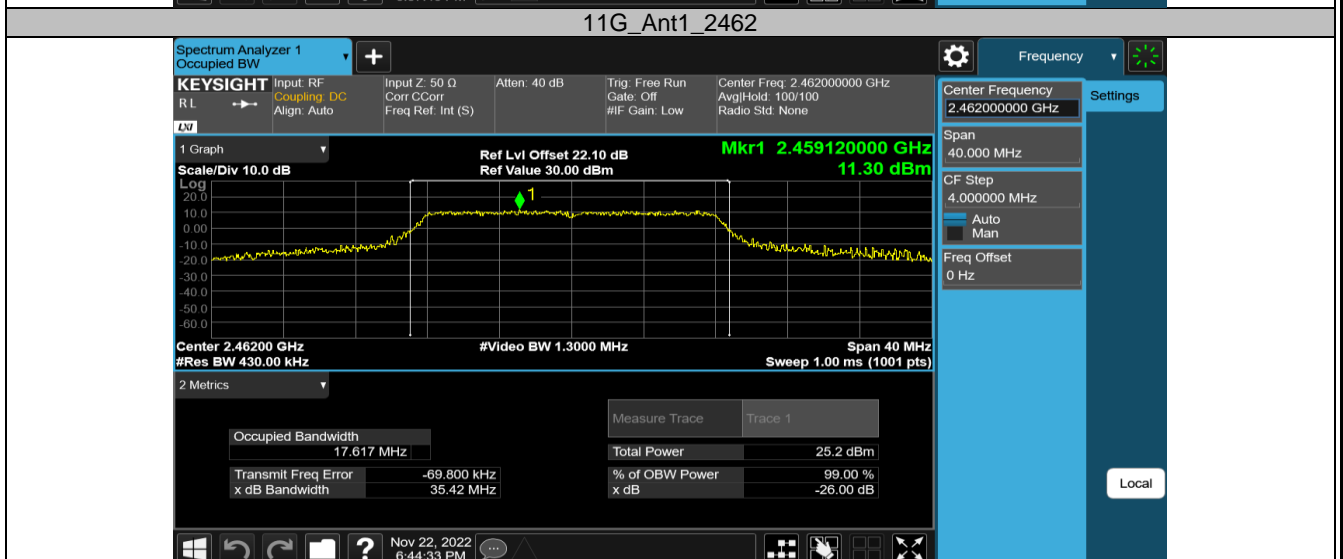 11G_Ant1_2462
Spectrum Analyzer 1
Occupied BW
+
Frequency
KEYSIGHT
R L
LXI
Input: RF
Coupling: DC
Align: Auto
Input Z: 50 Ω
Corr CCorr
Freq Ref: Int (S)
Atten: 40 dB
Trig: Free Run
Gate: Off
#IF Gain: Low
Center Freq: 2.462000000 GHz
Avg|Hold: 100/100
Radio Std: None
Center Frequency
2.462000000 GHz
Settings
Span
40.000 MHz
CF Step
4.000000 MHz
Auto
Man
Freq Offset
0 Hz
1 Graph
Scale/Div 10.0 dB
Ref Lvl Offset 22.10 dB
Ref Value 30.00 dBm
Mkr1 2.459120000 GHz
11.30 dBm
Log
20.0
10.0
0.00
-10.0
-20.0
-30.0
-40.0
-50.0
-60.0
1
Center 2.46200 GHz
#Res BW 430.00 kHz
#Video BW 1.3000 MHz
Span 40 MHz
Sweep 1.00 ms (1001 pts)
2 Metrics
Measure Trace Trace 1
Occupied Bandwidth
17.617 MHz
Total Power 25.2 dBm
Transmit Freq Error -69.800 kHz
% of OBW Power 99.00 %
x dB Bandwidth 35.42 MHz
x dB -26.00 dB
Local
?
Nov 22, 2022
6:44:33 PM